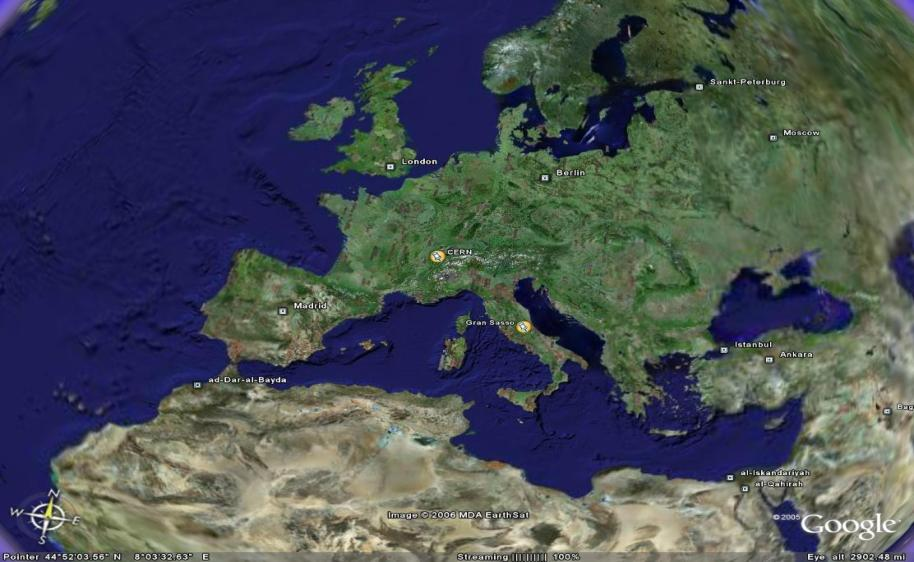 Sankt-Peterburg
Moscow
London
Berlin
CERN
Madrid
Gran Sasso
Istanbul
Ankara
ad-Dar-al-Bayda
al-Iskandariyah
al-Qahirah
N
W
E
S
Image © 2006 MDA EarthSat
© 2005 Google™
Pointer 44°52'03.56" N 8°03'32.63" E Streaming |||||||||| 100% Eye alt 2902.48 mi